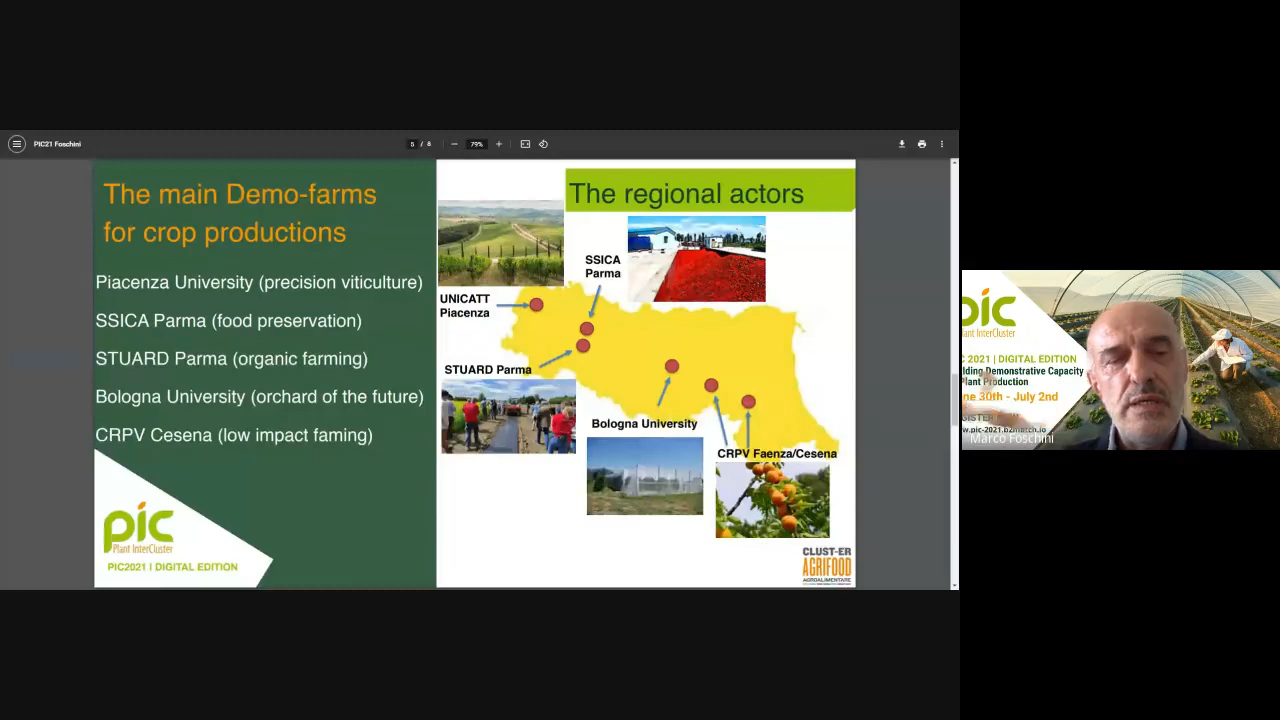 PIC21 Foschini
5 / 8
79%
The main Demo-farms
for crop productions
Piacenza University (precision viticulture)
SSICA Parma (food preservation)
STUARD Parma (organic farming)
Bologna University (orchard of the future)
CRPV Cesena (low impact faming)
pic
Plant InterCluster
PIC2021 | DIGITAL EDITION
The regional actors
SSICA
Parma
UNICATT
Piacenza
STUARD Parma
Bologna University
CRPV Faenza/Cesena
CLUST-ER
AGRIFOOD
AGROALIMENTARE
pic
Plant InterCluster
C 2021 | DIGITAL EDITION
lding Demonstrative Capacity
Plant Production
une 30th - July 2nd
GISTER
w.pic-2021.b2match.io
Marco Foschini